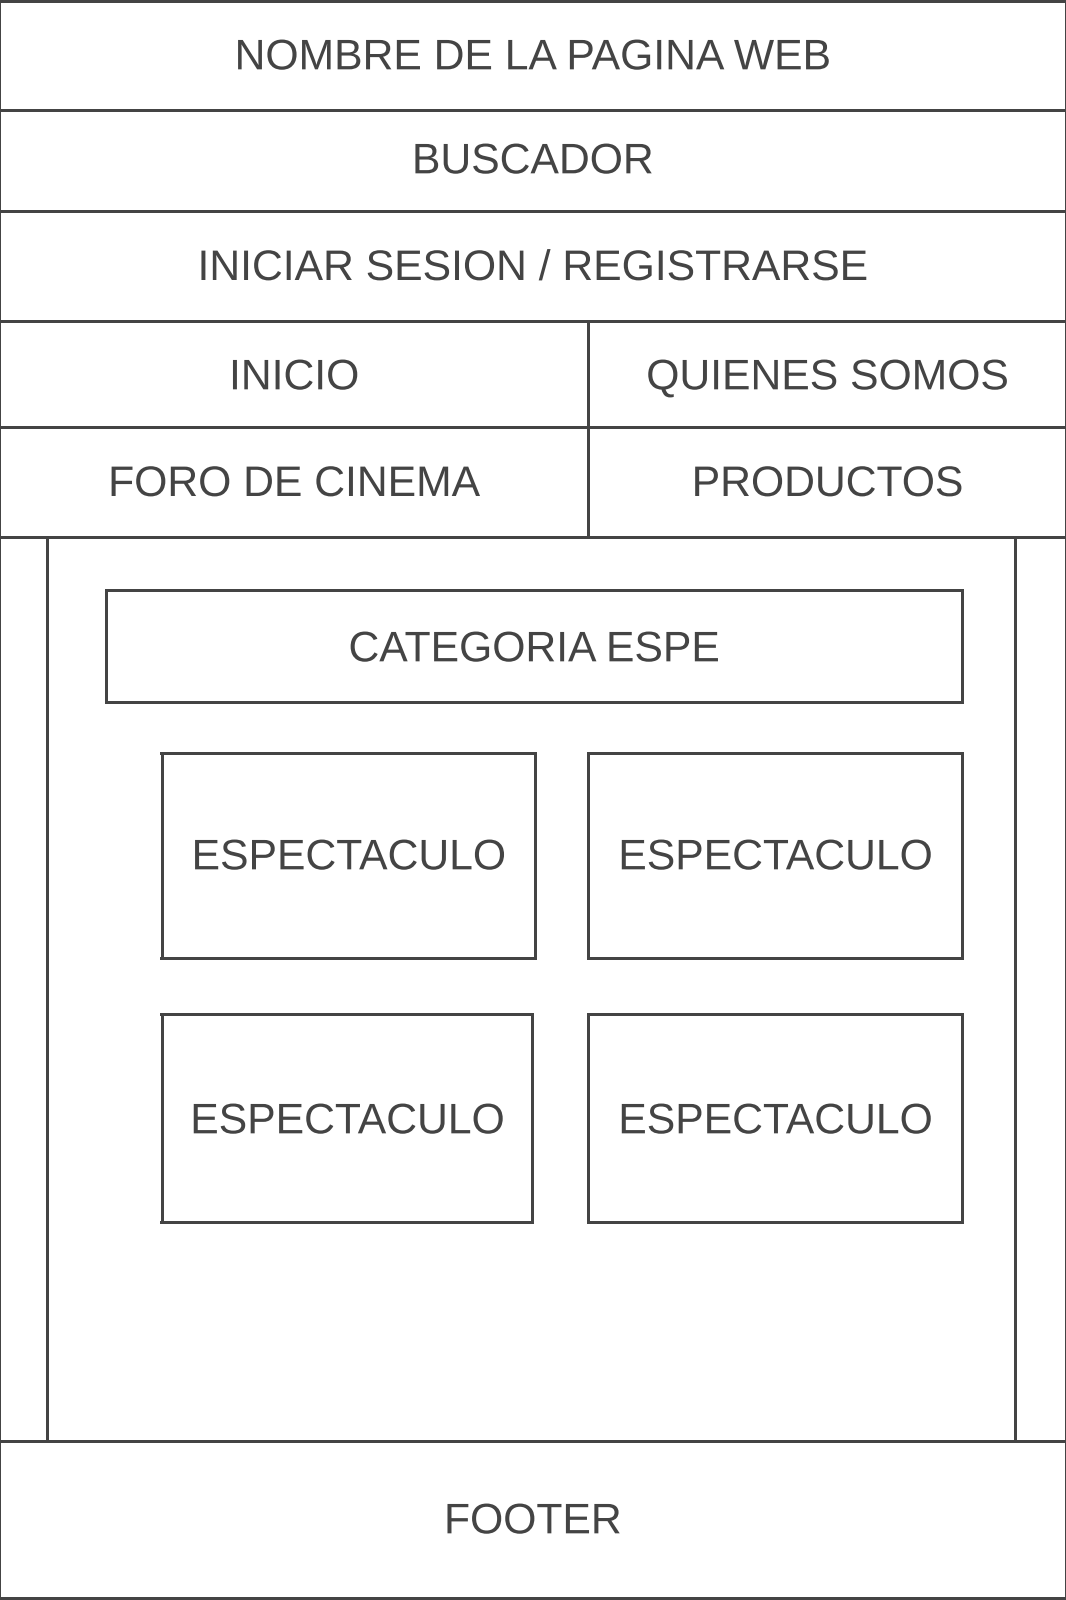 NOMBRE DE LA PAGINA WEB
BUSCADOR
INICIAR SESION / REGISTRARSE
INICIO
QUIENES SOMOS
FORO DE CINEMA
PRODUCTOS
CATEGORIA ESPE
ESPECTACULO
ESPECTACULO
ESPECTACULO
ESPECTACULO
FOOTER